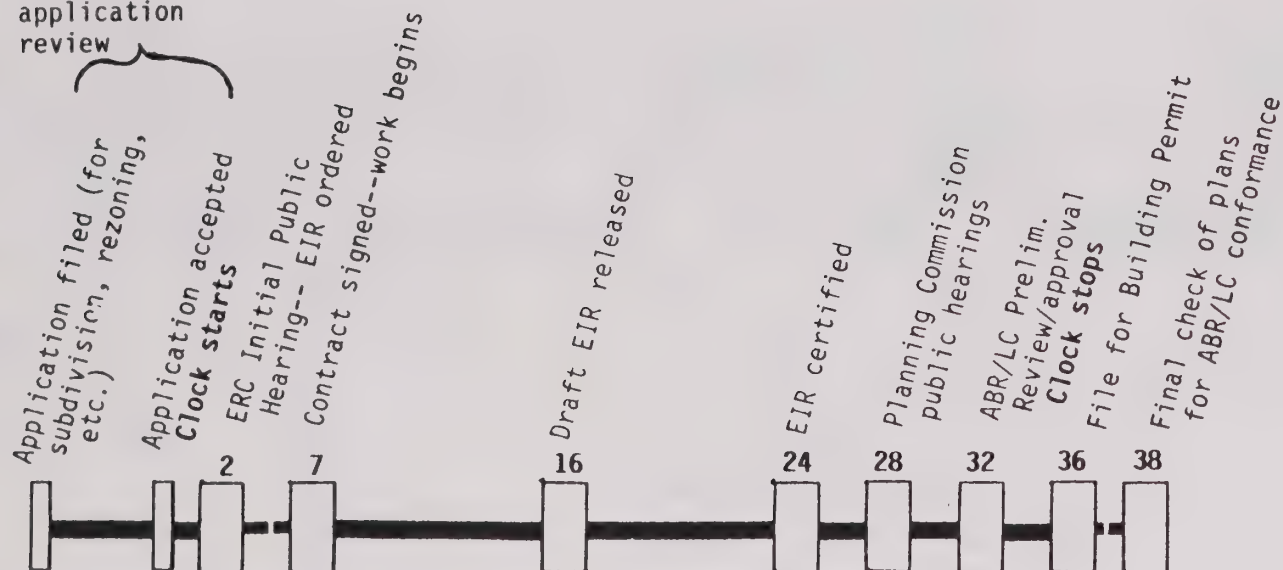 application
review
Application filed (for
subdivision, rezoning,
etc.)
Application accepted
Clock starts
ERC Initial Public
Hearing-- EIR ordered
Contract signed--work begins
Draft EIR released
EIR certified
Planning Commission
public hearings
ABR/LC Prelim.
Review/approval
Clock stops
File for Building Permit
Final check of plans
for ABR/LC conformance
2 7 16 24 28 32 36 38